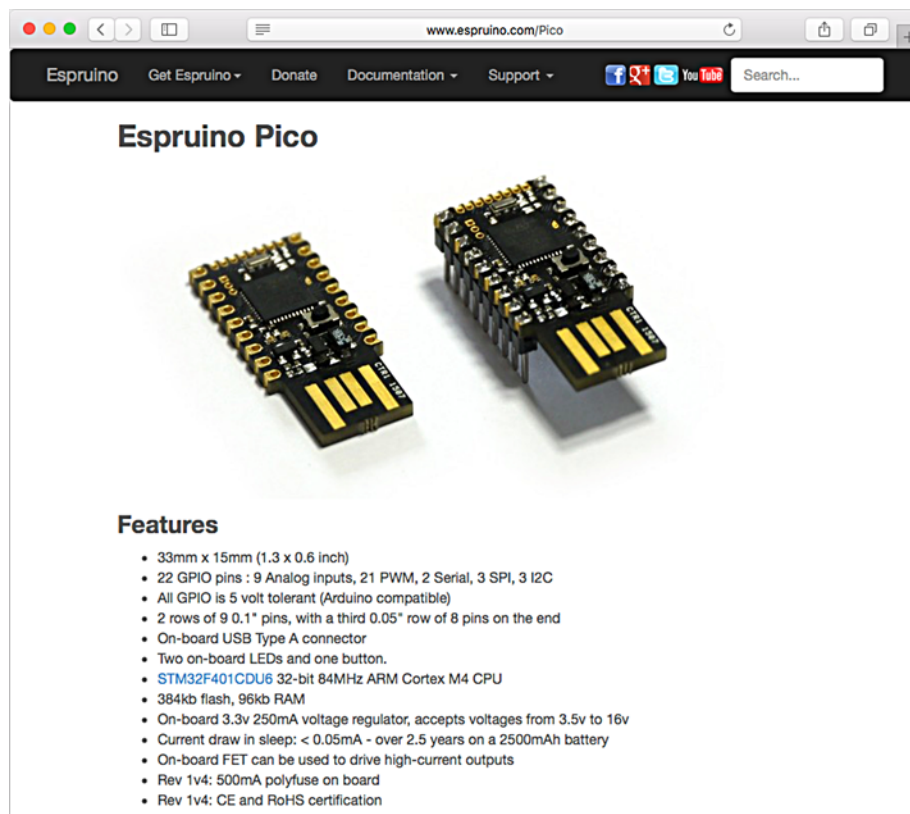 www.espruino.com/Pico
Espruino Get Espruino Donate Documentation Support f g+ You Tube Search...
Espruino Pico
CTR1 1507
CTR1 1507
Features
33mm x 15mm (1.3 x 0.6 inch)
22 GPIO pins : 9 Analog inputs, 21 PWM, 2 Serial, 3 SPI, 3 I2C
All GPIO is 5 volt tolerant (Arduino compatible)
2 rows of 9 0.1" pins, with a third 0.05" row of 8 pins on the end
On-board USB Type A connector
Two on-board LEDs and one button.
STM32F401CDU6 32-bit 84MHz ARM Cortex M4 CPU
384kb flash, 96kb RAM
On-board 3.3v 250mA voltage regulator, accepts voltages from 3.5v to 16v
Current draw in sleep: < 0.05mA - over 2.5 years on a 2500mAh battery
On-board FET can be used to drive high-current outputs
Rev 1v4: 500mA polyfuse on board
Rev 1v4: CE and RoHS certification